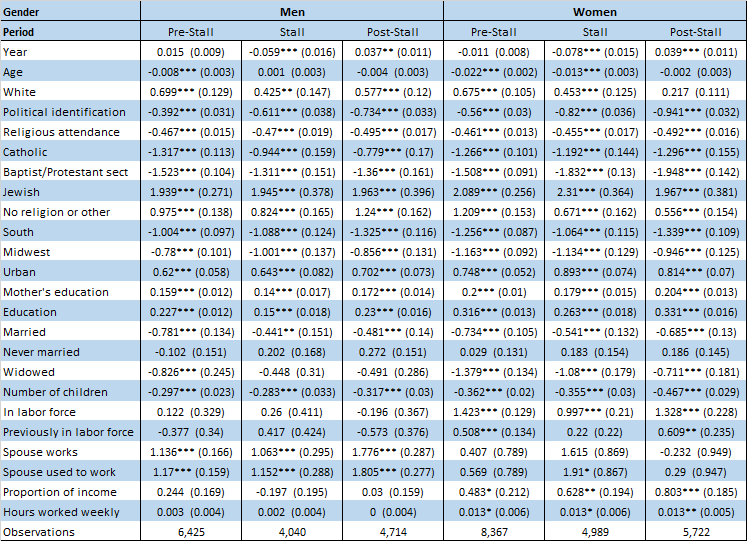 Gender Men Women
Period Pre-Stall Stall Post-Stall Pre-Stall Stall Post-Stall
Year 0.015 (0.009) -0.059*** (0.016) 0.037** (0.011) -0.011 (0.008) -0.078*** (0.015) 0.039*** (0.011)
Age -0.008*** (0.003) 0.001 (0.003) -0.004 (0.003) -0.022*** (0.002) -0.013*** (0.003) -0.002 (0.003)
White 0.699*** (0.129) 0.425** (0.147) 0.577*** (0.12) 0.675*** (0.105) 0.453*** (0.125) 0.217 (0.111)
Political identification -0.392*** (0.031) -0.611*** (0.038) -0.734*** (0.033) -0.56*** (0.03) -0.82*** (0.036) -0.941*** (0.032)
Religious attendance -0.467*** (0.015) -0.47*** (0.019) -0.495*** (0.017) -0.461*** (0.013) -0.455*** (0.017) -0.492*** (0.016)
Catholic -1.317*** (0.113) -0.944*** (0.159) -0.779*** (0.17) -1.266*** (0.101) -1.192*** (0.144) -1.296*** (0.155)
Baptist/Protestant sect -1.523*** (0.104) -1.311*** (0.151) -1.36*** (0.161) -1.508*** (0.091) -1.832*** (0.13) -1.948*** (0.142)
Jewish 1.939*** (0.271) 1.945*** (0.378) 1.963*** (0.396) 2.089*** (0.256) 2.31*** (0.364) 1.967*** (0.381)
No religion or other 0.975*** (0.138) 0.824*** (0.165) 1.24*** (0.162) 1.209*** (0.153) 0.671*** (0.162) 0.556*** (0.154)
South -1.004*** (0.097) -1.088*** (0.124) -1.325*** (0.116) -1.256*** (0.087) -1.064*** (0.115) -1.339*** (0.109)
Midwest -0.78*** (0.101) -1.001*** (0.137) -0.856*** (0.131) -1.163*** (0.092) -1.134*** (0.129) -0.946*** (0.125)
Urban 0.62*** (0.058) 0.643*** (0.082) 0.702*** (0.073) 0.748*** (0.052) 0.893*** (0.074) 0.814*** (0.07)
Mother's education 0.159*** (0.012) 0.14*** (0.017) 0.172*** (0.014) 0.2*** (0.01) 0.179*** (0.015) 0.204*** (0.013)
Education 0.227*** (0.012) 0.15*** (0.018) 0.23*** (0.016) 0.316*** (0.013) 0.263*** (0.018) 0.331*** (0.016)
Married -0.781*** (0.134) -0.441** (0.151) -0.481*** (0.14) -0.734*** (0.105) -0.541*** (0.132) -0.685*** (0.13)
Never married -0.102 (0.151) 0.202 (0.168) 0.272 (0.151) 0.029 (0.131) 0.183 (0.154) 0.186 (0.145)
Widowed -0.826*** (0.245) -0.448 (0.31) -0.491 (0.286) -1.379*** (0.134) -1.08*** (0.179) -0.711*** (0.181)
Number of children -0.297*** (0.023) -0.283*** (0.033) -0.317*** (0.03) -0.362*** (0.02) -0.355*** (0.03) -0.467*** (0.029)
In labor force 0.122 (0.329) 0.26 (0.411) -0.196 (0.367) 1.423*** (0.129) 0.997*** (0.21) 1.328*** (0.228)
Previously in labor force -0.377 (0.34) 0.417 (0.424) -0.573 (0.376) 0.508*** (0.134) 0.22 (0.22) 0.609** (0.235)
Spouse works 1.136*** (0.166) 1.063*** (0.295) 1.776*** (0.287) 0.407 (0.789) 1.615 (0.869) -0.232 (0.949)
Spouse used to work 1.17*** (0.159) 1.152*** (0.288) 1.805*** (0.277) 0.569 (0.789) 1.91* (0.867) 0.29 (0.947)
Proportion of income 0.244 (0.169) -0.197 (0.195) 0.03 (0.159) 0.483* (0.212) 0.628** (0.194) 0.803*** (0.185)
Hours worked weekly 0.003 (0.004) 0.002 (0.004) 0 (0.004) 0.013* (0.006) 0.013* (0.006) 0.013** (0.005)
Observations 6,425 4,040 4,714 8,367 4,989 5,722